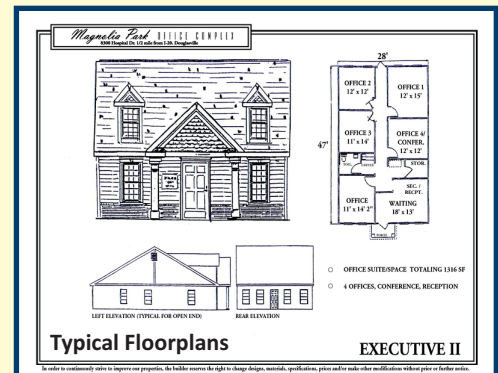 Magnolia Park OFFICE COMPLEX
8300 Hospital Dr. 1/2 mile from I-20. Douglasville
28'
OFFICE 2
12' x 12'
OFFICE 1
12' x 15'
47'
OFFICE 3
11' x 14'
OFFICE 4/
CONFER.
12' x 12'
STOR.
SEC. /
RECPT.
OFFICE
11' x 14' 2"
WAITING
18' x 13'
PORCH
OFFICE SUITE/SPACE TOTALING 1316 SF
4 OFFICES, CONFERENCE, RECEPTION
LEFT ELEVATION (TYPICAL FOR OPEN END)
REAR ELEVATION
Typical Floorplans
EXECUTIVE II
In order to continuously strive to improve our properties, the builder reserves the right to change designs, materials, specifications, prices and/or make other modifications without prior or further notice.